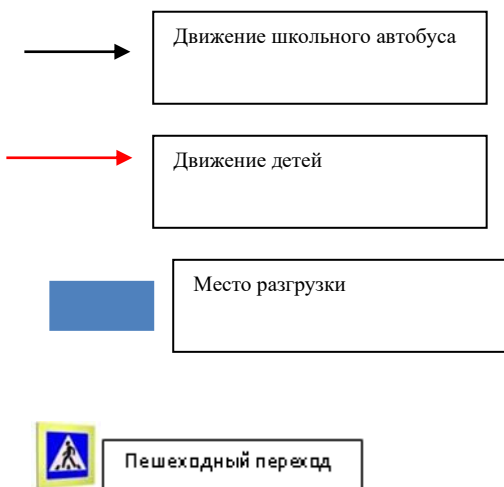 Движение школьного автобуса
Движение детей
Место разгрузки
Пешеходный переход